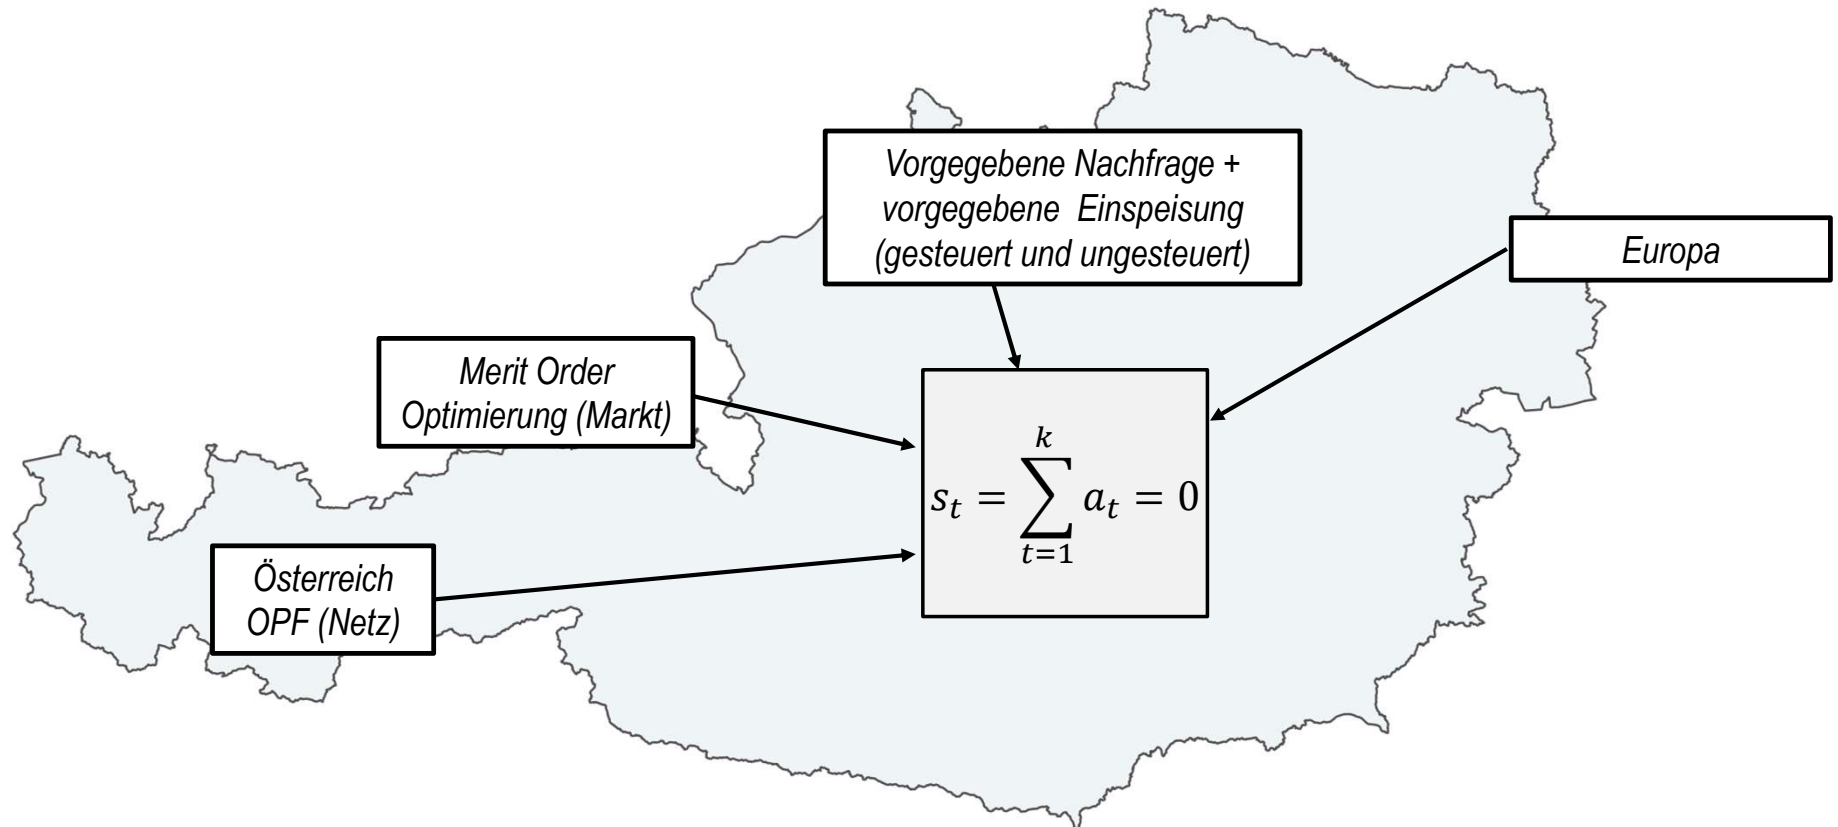 Vorgegebene Nachfrage +
vorgegebene Einspeisung
(gesteuert und ungesteuert)
Europa
Merit Order
Optimierung (Markt)
s_t = \sum_{t=1}^{k} a_t = 0
Österreich
OPF (Netz)